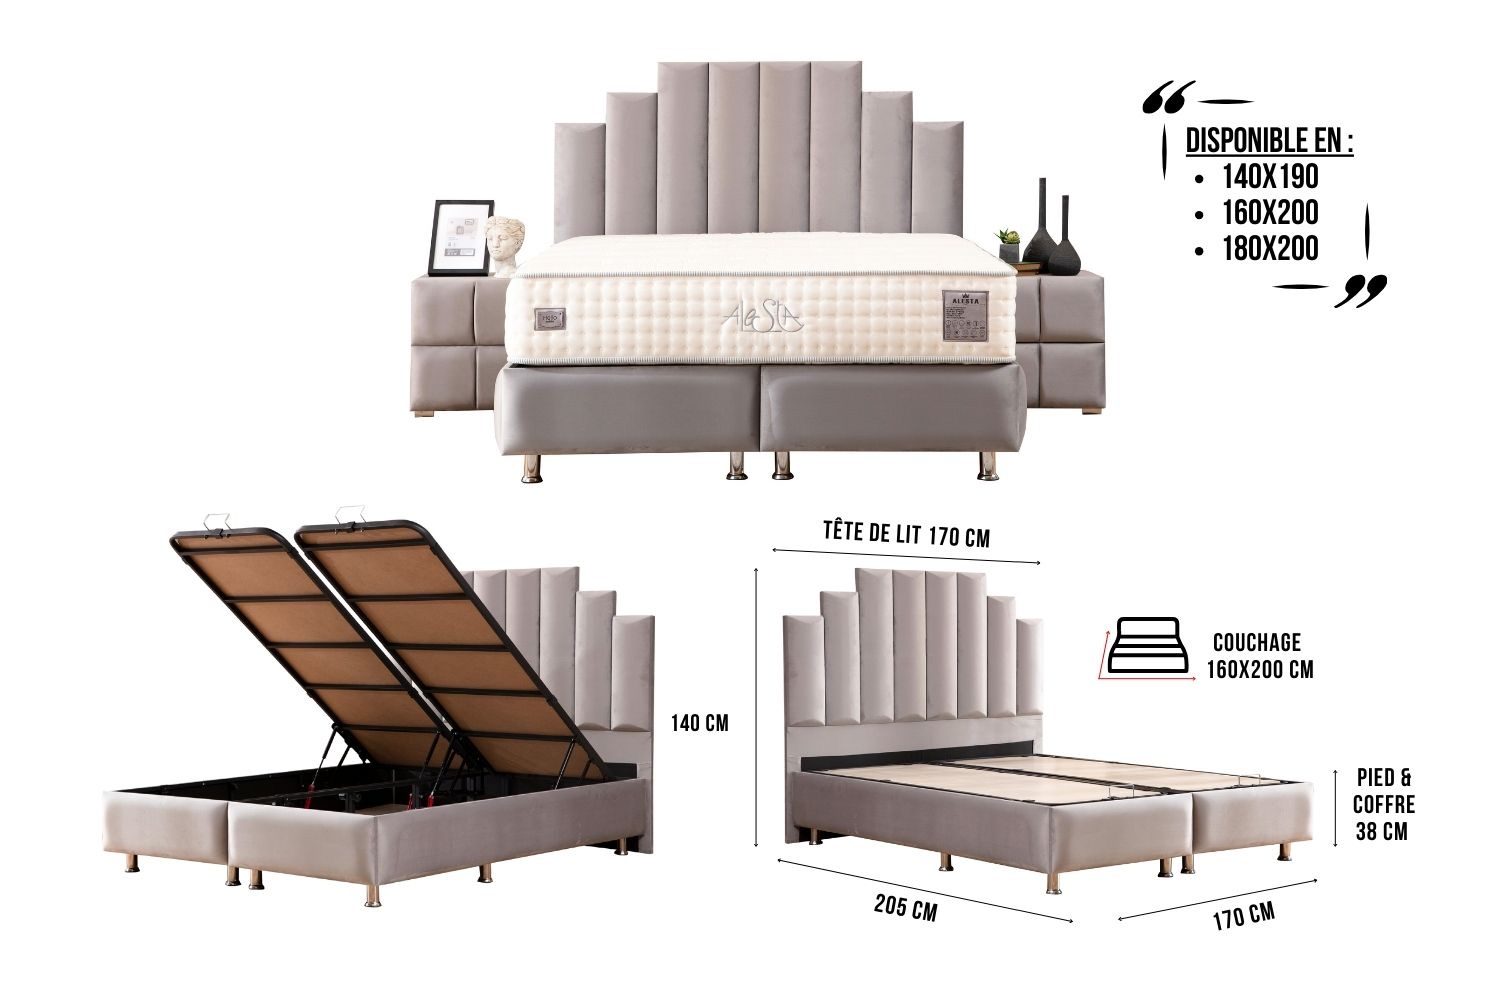 DISPONIBLE EN :
• 140X190
• 160X200
• 180X200
AleStA
ALESTA
TÊTE DE LIT 170 CM
140 CM
COUCHAGE
160X200 CM
PIED &
COFFRE
38 CM
205 CM
170 CM